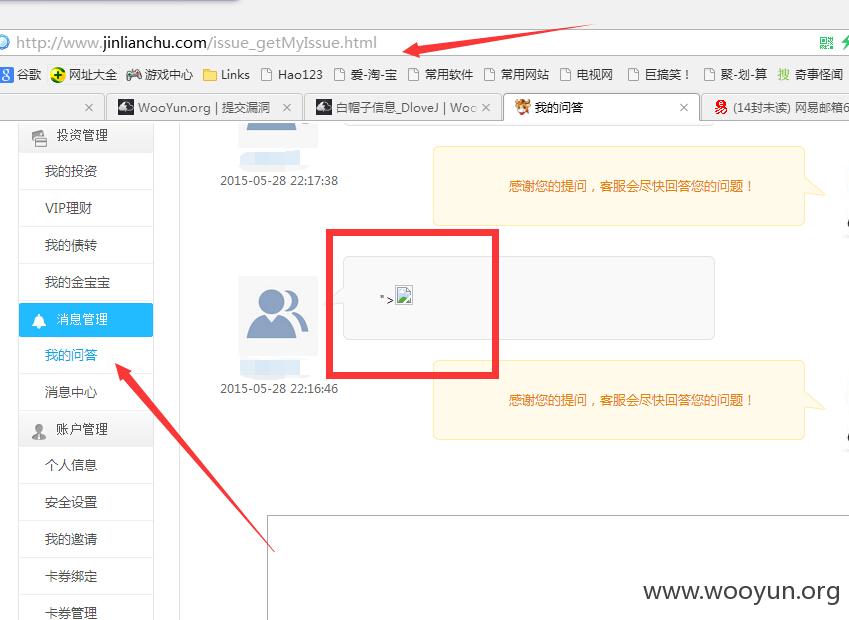 http://www.jinlianchu.com/issue_getMyIssue.html
谷歌 网址大全 游戏中心 Links Hao123 爱-淘-宝 常用软件 常用网站 电视网 巨搞笑！ 聚-划-算 搜 奇事怪闻
WooYun.org | 提交漏洞 × 白帽子信息_DloveJ | Woo × 我的问答 × (14封未读) 网易邮箱6
投资管理
我的投资
VIP理财
我的债转
我的金宝宝
消息管理
我的问答
消息中心
账户管理
个人信息
安全设置
我的邀请
卡券绑定
卡券管理
2015-05-28 22:17:38
感谢您的提问，客服会尽快回答您的问题！
">
2015-05-28 22:16:46
感谢您的提问，客服会尽快回答您的问题！
www.wooyun.org